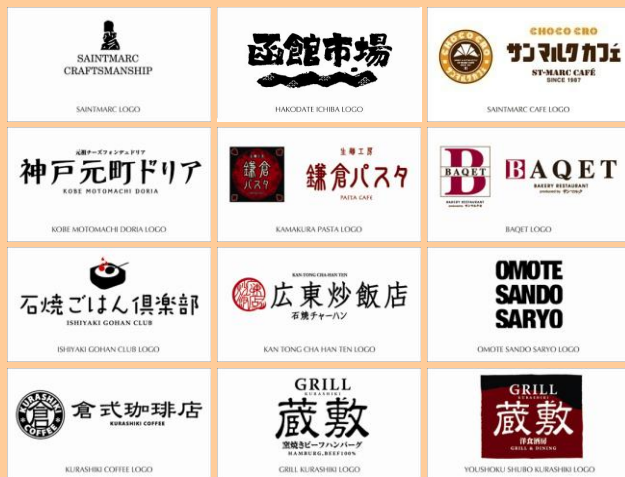 SAINTMARC
CRAFTSMANSHIP
SAINTMARC LOGO
函館市場
HAKODATE ICHIBA LOGO
CHOCO CRO
CHOCO CRO
サンマルクカフェ
ST-MARC CAFÉ
SINCE 1987
SAINTMARC CAFE LOGO
元祖チーズフォンデュドリア
神戸元町ドリア
KOBE MOTOMACHI DORIA
KOBE MOTOMACHI DORIA LOGO
鎌倉
パスタ
生麺工房
鎌倉パスタ
PASTA CAFE
KAMAKURA PASTA LOGO
B
BAQET
BAKERY RESTAURANT
BAQET
BAKERY RESTAURANT
BAQET LOGO
石焼ごはん倶楽部
ISHIYAKI GOHAN CLUB
ISHIYAKI GOHAN CLUB LOGO
KAN TONG CHA HAN TEN
広東炒飯店
石焼チャーハン
KAN TONG CHA HAN TEN LOGO
OMOTE
SANDO
SARYO
OMOTE SANDO SARYO LOGO
KURASHIKI
倉
COFFEE
倉式珈琲店
KURASHIKI COFFEE
KURASHIKI COFFEE LOGO
GRILL
KURASHIKI
蔵敷
窯焼きビーフハンバーグ
HAMBURG,BEEF100%
GRILL KURASHIKI LOGO
GRILL
KURASHIKI
蔵敷
洋食酒房
GRILL & DINING
YOUSHOKU SHUBO KURASHIKI LOGO